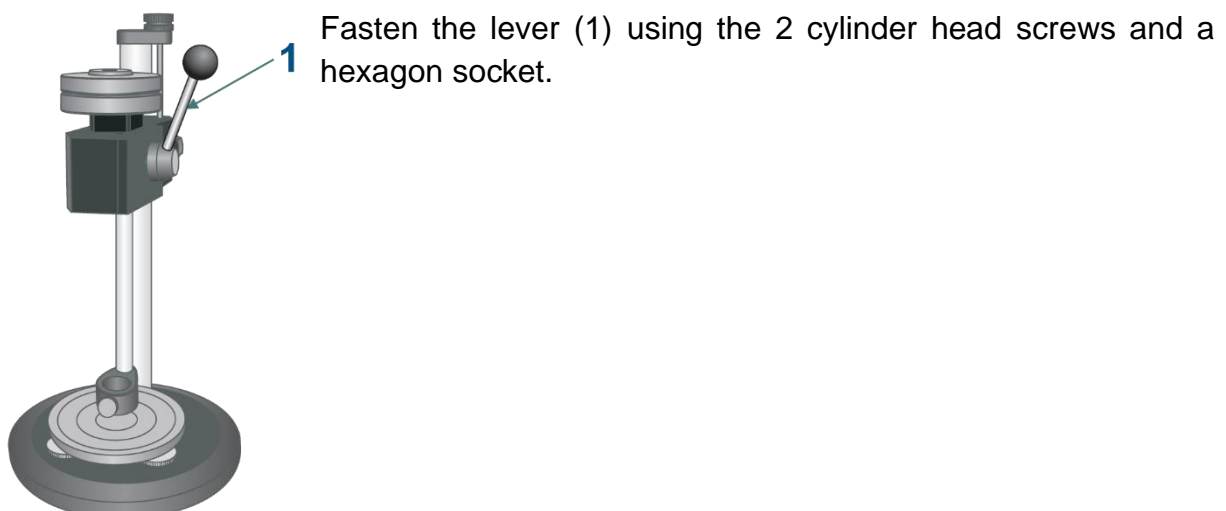 Fasten the lever (1) using the 2 cylinder head screws and a
1
hexagon socket.